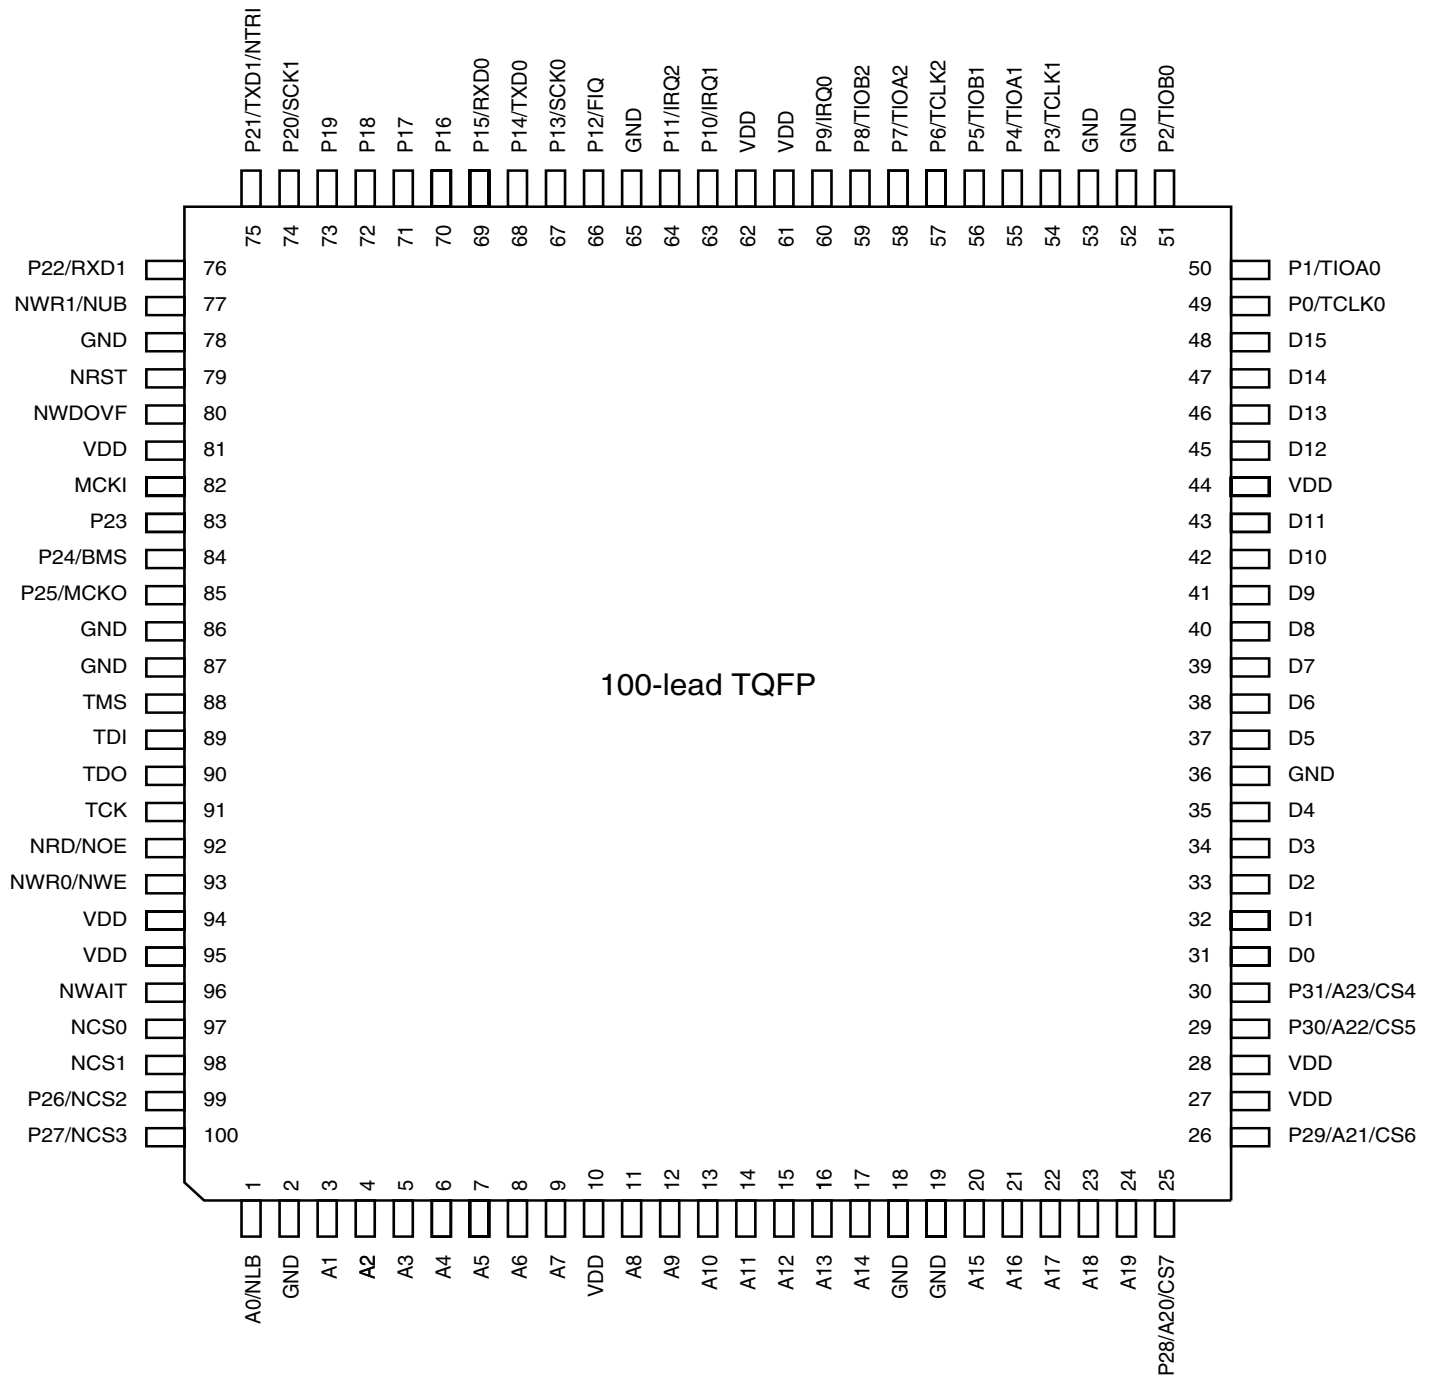 P21/TXD1/NTRI
P20/SCK1
P19
P18
P17
P16
P15/RXD0
P14/TXD0
P13/SCK0
P12/FIQ
GND
P11/IRQ2
P10/IRQ1
VDD
VDD
P9/IRQ0
P8/TIOB2
P7/TIOA2
P6/TCLK2
P5/TIOB1
P4/TIOA1
P3/TCLK1
GND
GND
P2/TIOB0
75
74
73
72
71
70
69
68
67
66
65
64
63
62
61
60
59
58
57
56
55
54
53
52
51
P22/RXD1 76
NWR1/NUB 77
GND 78
NRST 79
NWDOVF 80
VDD 81
MCKI 82
P23 83
P24/BMS 84
P25/MCKO 85
GND 86
GND 87
TMS 88
TDI 89
TDO 90
TCK 91
NRD/NOE 92
NWR0/NWE 93
VDD 94
VDD 95
NWAIT 96
NCS0 97
NCS1 98
P26/NCS2 99
P27/NCS3 100
100-lead TQFP
50 P1/TIOA0
49 P0/TCLK0
48 D15
47 D14
46 D13
45 D12
44 VDD
43 D11
42 D10
41 D9
40 D8
39 D7
38 D6
37 D5
36 GND
35 D4
34 D3
33 D2
32 D1
31 D0
30 P31/A23/CS4
29 P30/A22/CS5
28 VDD
27 VDD
26 P29/A21/CS6
1
2
3
4
5
6
7
8
9
10
11
12
13
14
15
16
17
18
19
20
21
22
23
24
25
A0/NLB
GND
A1
A2
A3
A4
A5
A6
A7
VDD
A8
A9
A10
A11
A12
A13
A14
GND
GND
A15
A16
A17
A18
A19
P28/A20/CS7